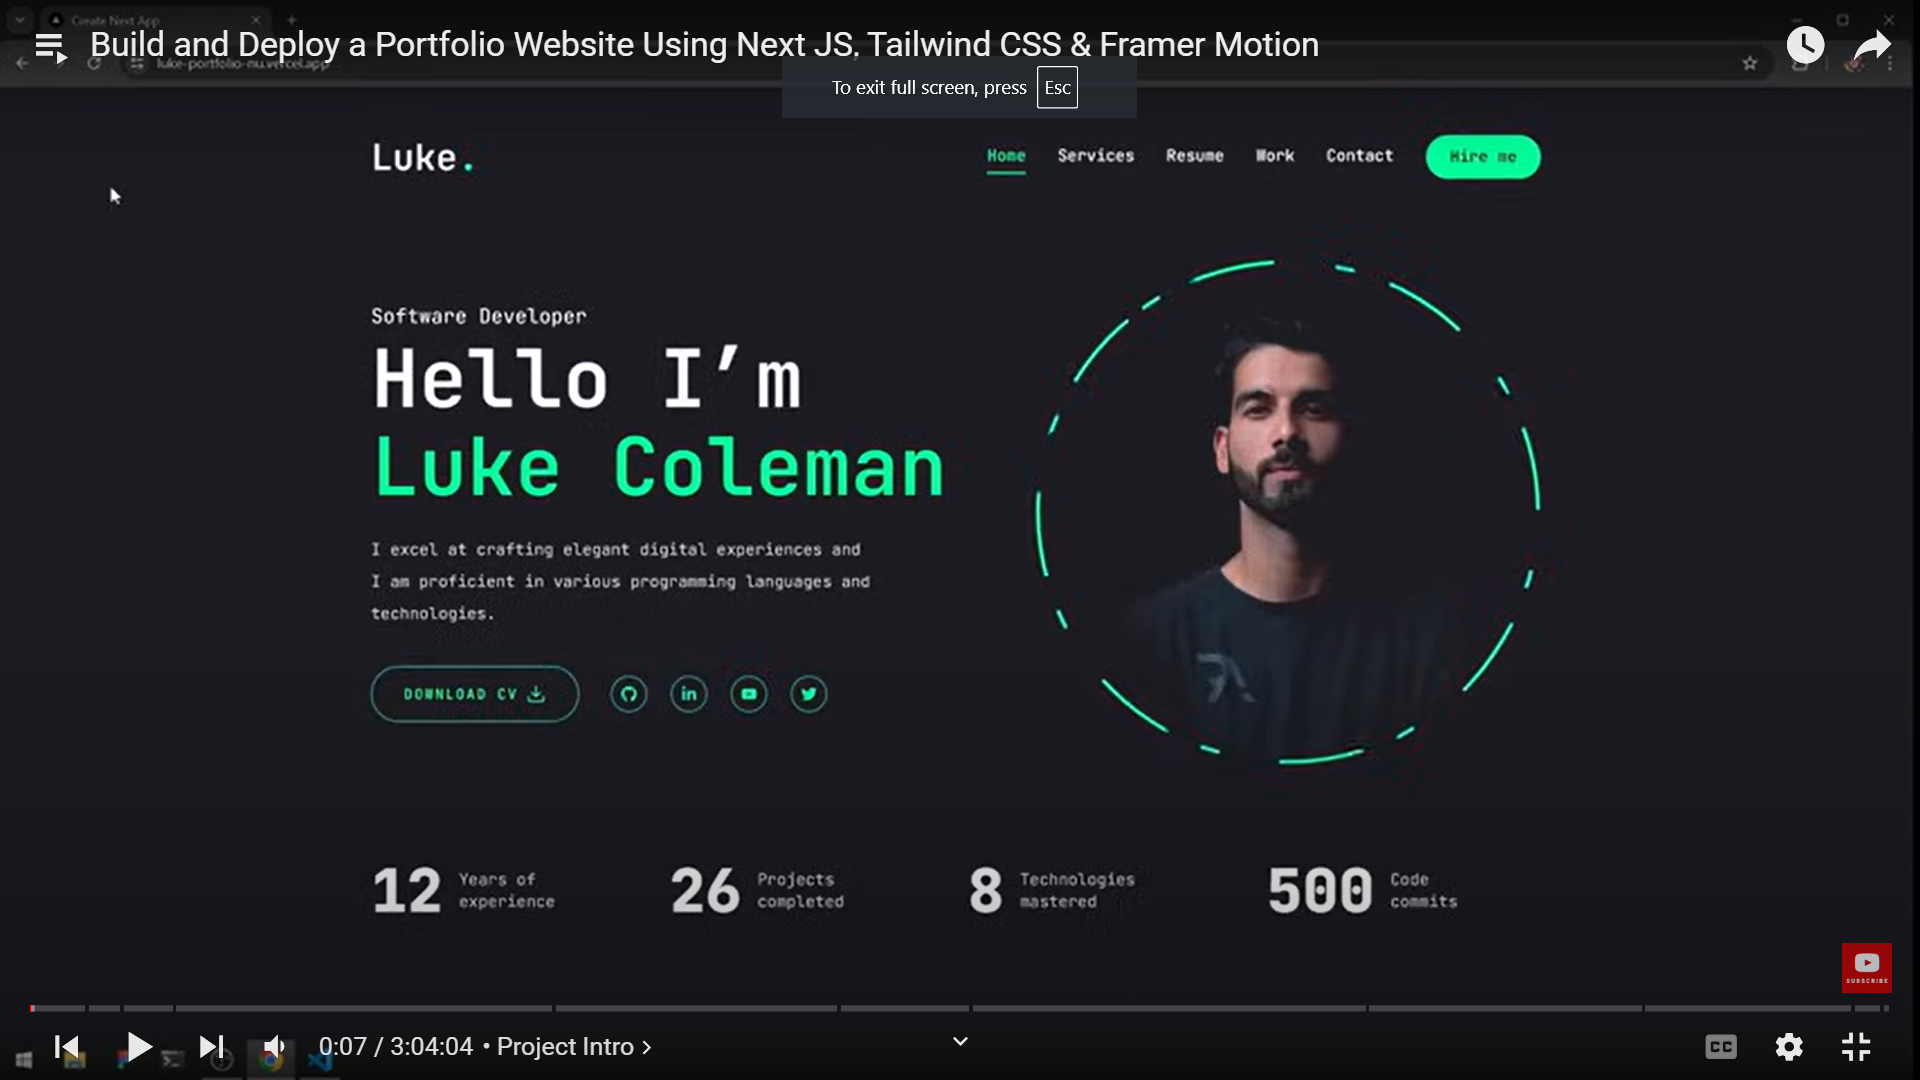 Create Next App
Build and Deploy a Portfolio Website Using Next JS, Tailwind CSS & Framer Motion
luke-portfolio-nu.vercel.app
To exit full screen, press Esc
Luke.
Home Services Resume Work Contact Hire me
Software Developer
Hello I’m
Luke Coleman
I excel at crafting elegant digital experiences and
I am proficient in various programming languages and
technologies.
DOWNLOAD CV
12 Years of experience
26 Projects completed
8 Technologies mastered
500 Code commits
SUBSCRIBE
0:07 / 3:04:04 • Project Intro
CC